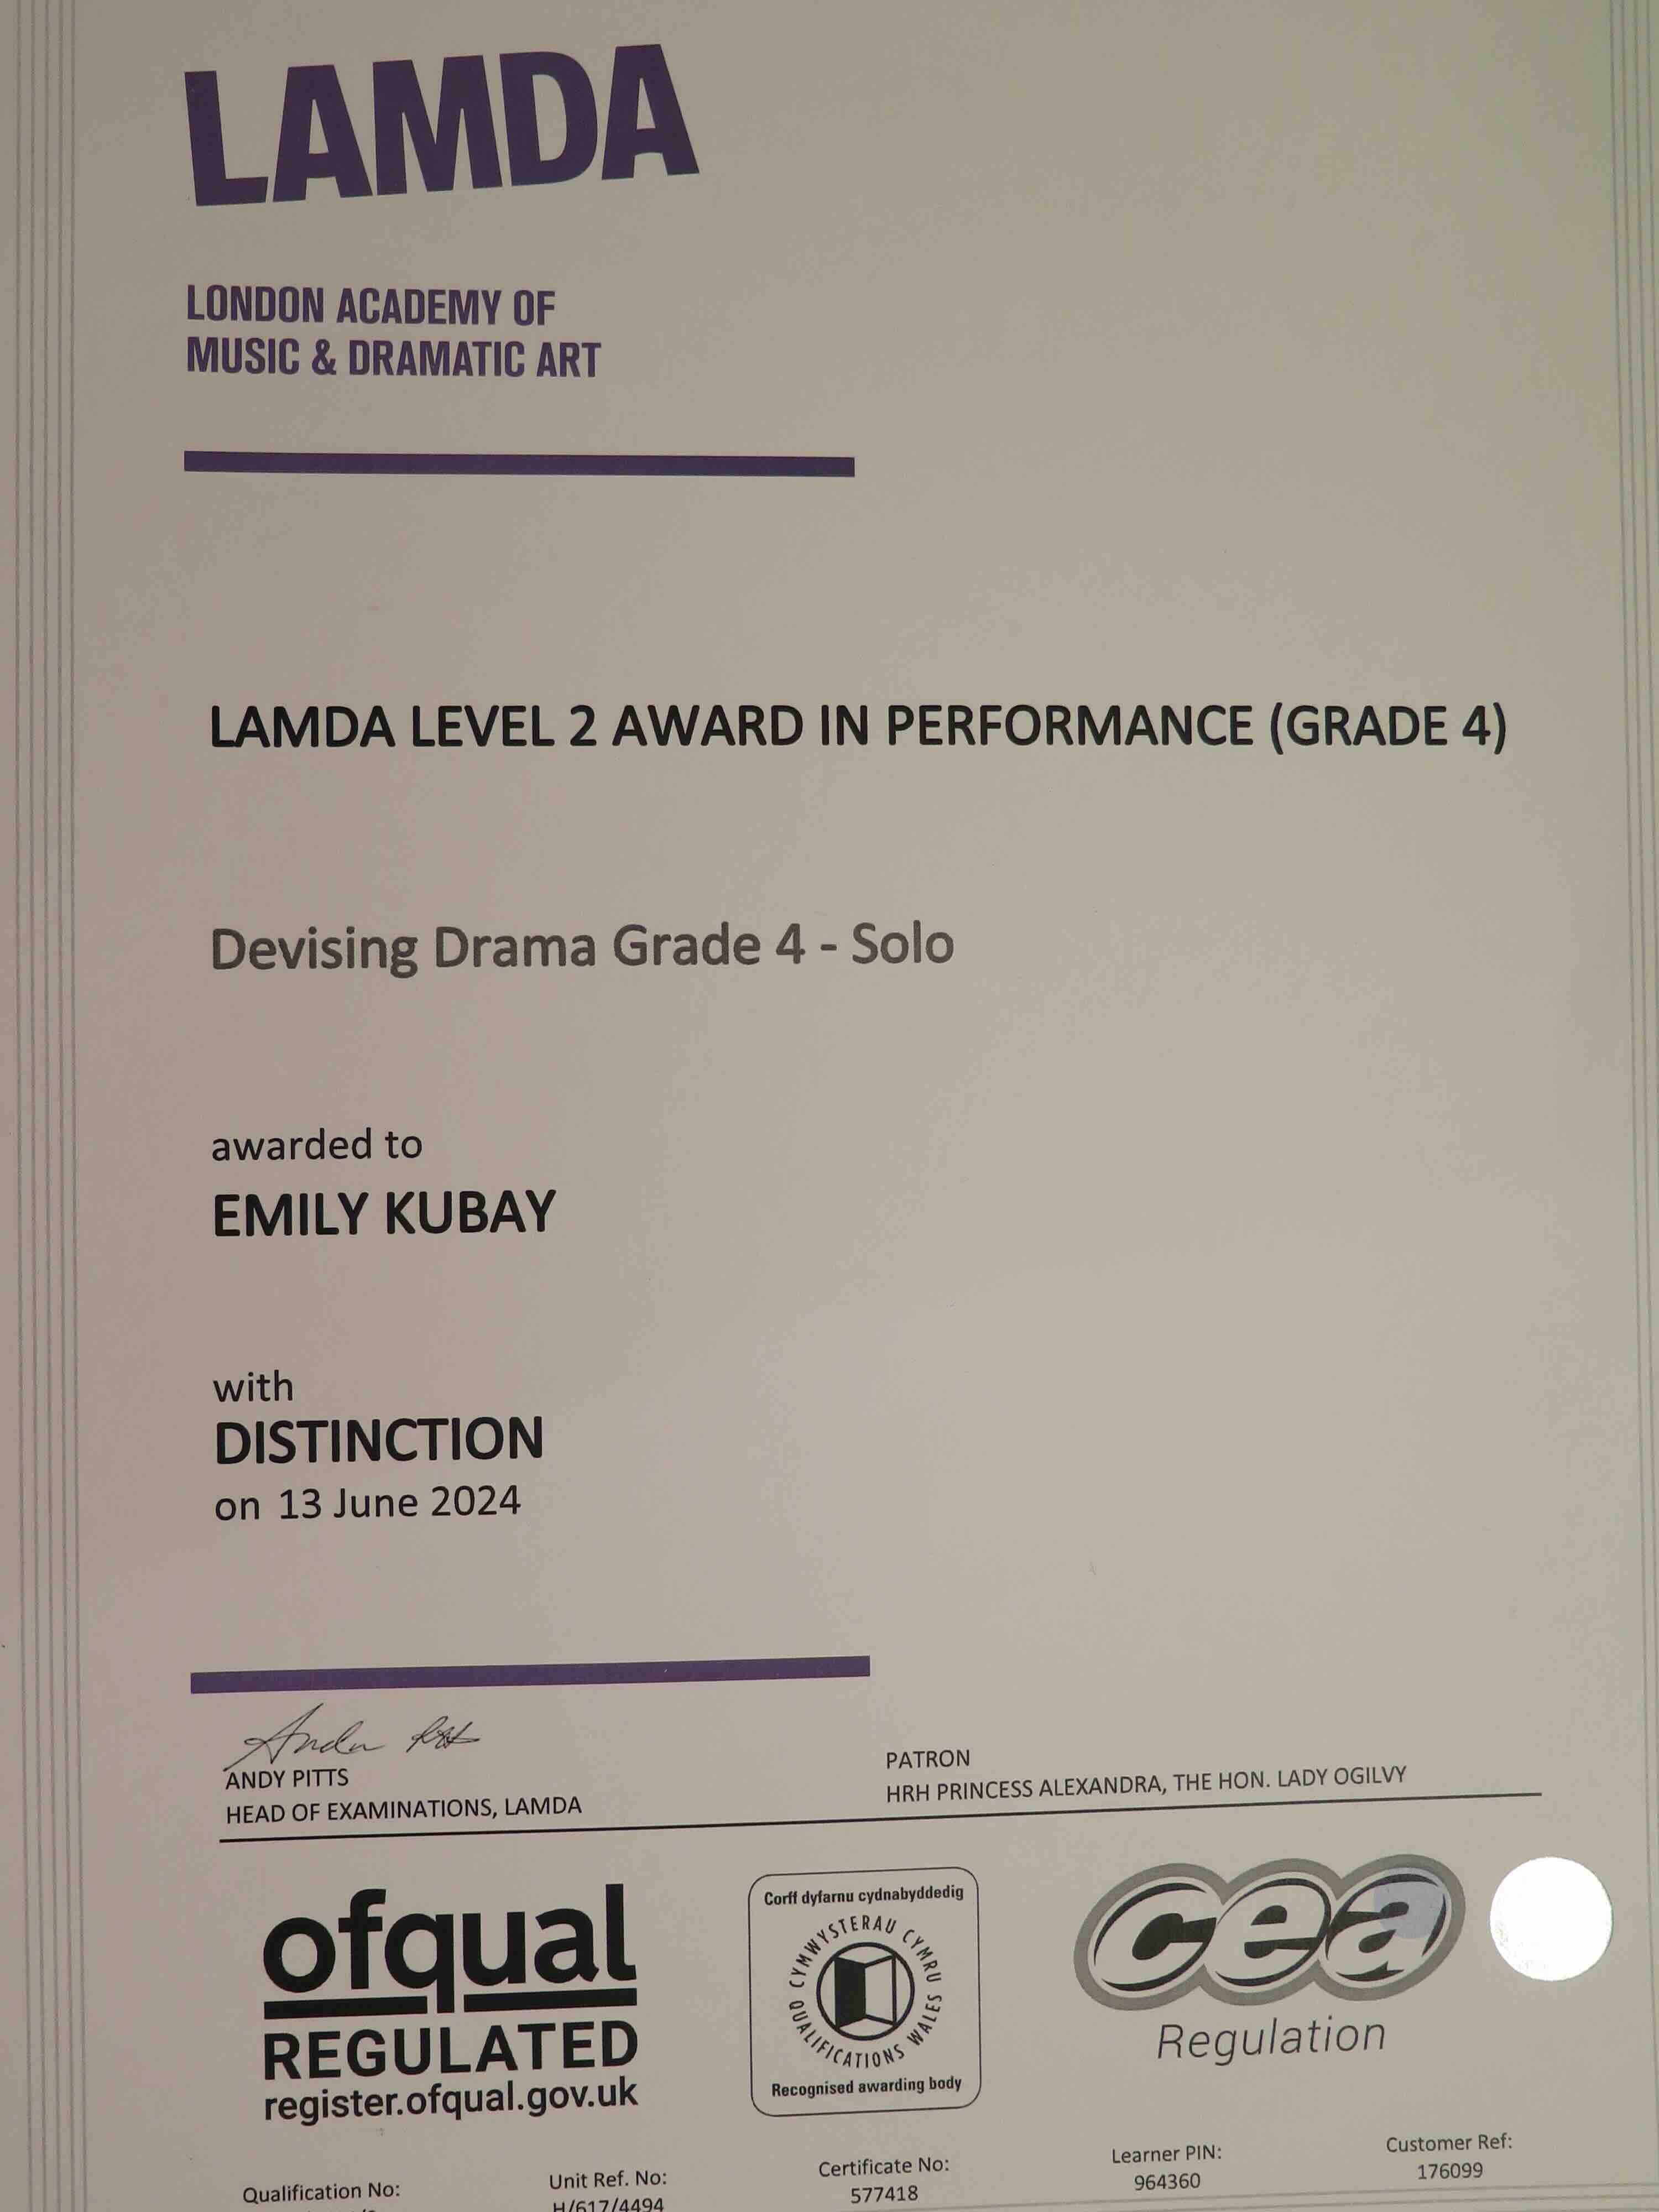 LAMDA
LONDON ACADEMY OF
MUSIC & DRAMATIC ART
LAMDA LEVEL 2 AWARD IN PERFORMANCE (GRADE 4)
Devising Drama Grade 4 - Solo
awarded to
EMILY KUBAY
with
DISTINCTION
on 13 June 2024
ANDY PITTS
HEAD OF EXAMINATIONS, LAMDA
PATRON
HRH PRINCESS ALEXANDRA, THE HON. LADY OGILVY
ofqual
REGULATED
register.ofqual.gov.uk
Corff dyfarnu cydnabyddedig
CYMWYSTERAU CYMRU
QUALIFICATIONS WALES
Recognised awarding body
cea
Regulation
Qualification No:
Unit Ref. No:
H/617/4494
Certificate No:
577418
Learner PIN:
964360
Customer Ref:
176099